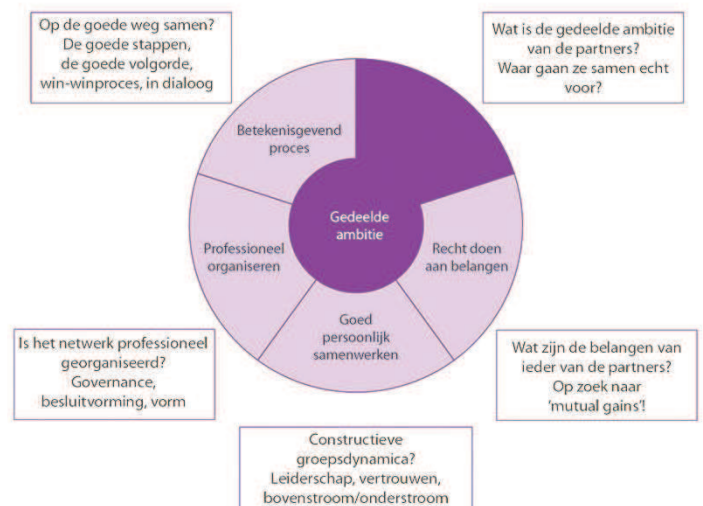 Op de goede weg samen?
De goede stappen,
de goede volgorde,
win-winproces, in dialoog
Wat is de gedeelde ambitie
van de partners?
Waar gaan ze samen echt
voor?
Betekenisgevend
proces
Gedeelde
ambitie
Professioneel
organiseren
Recht doen
aan belangen
Goed
persoonlijk
samenwerken
Is het netwerk professioneel
georganiseerd?
Governance,
besluitvorming, vorm
Wat zijn de belangen van
ieder van de partners?
Op zoek naar
'mutual gains'!
Constructieve
groepsdynamica?
Leiderschap, vertrouwen,
bovenstroom/onderstroom